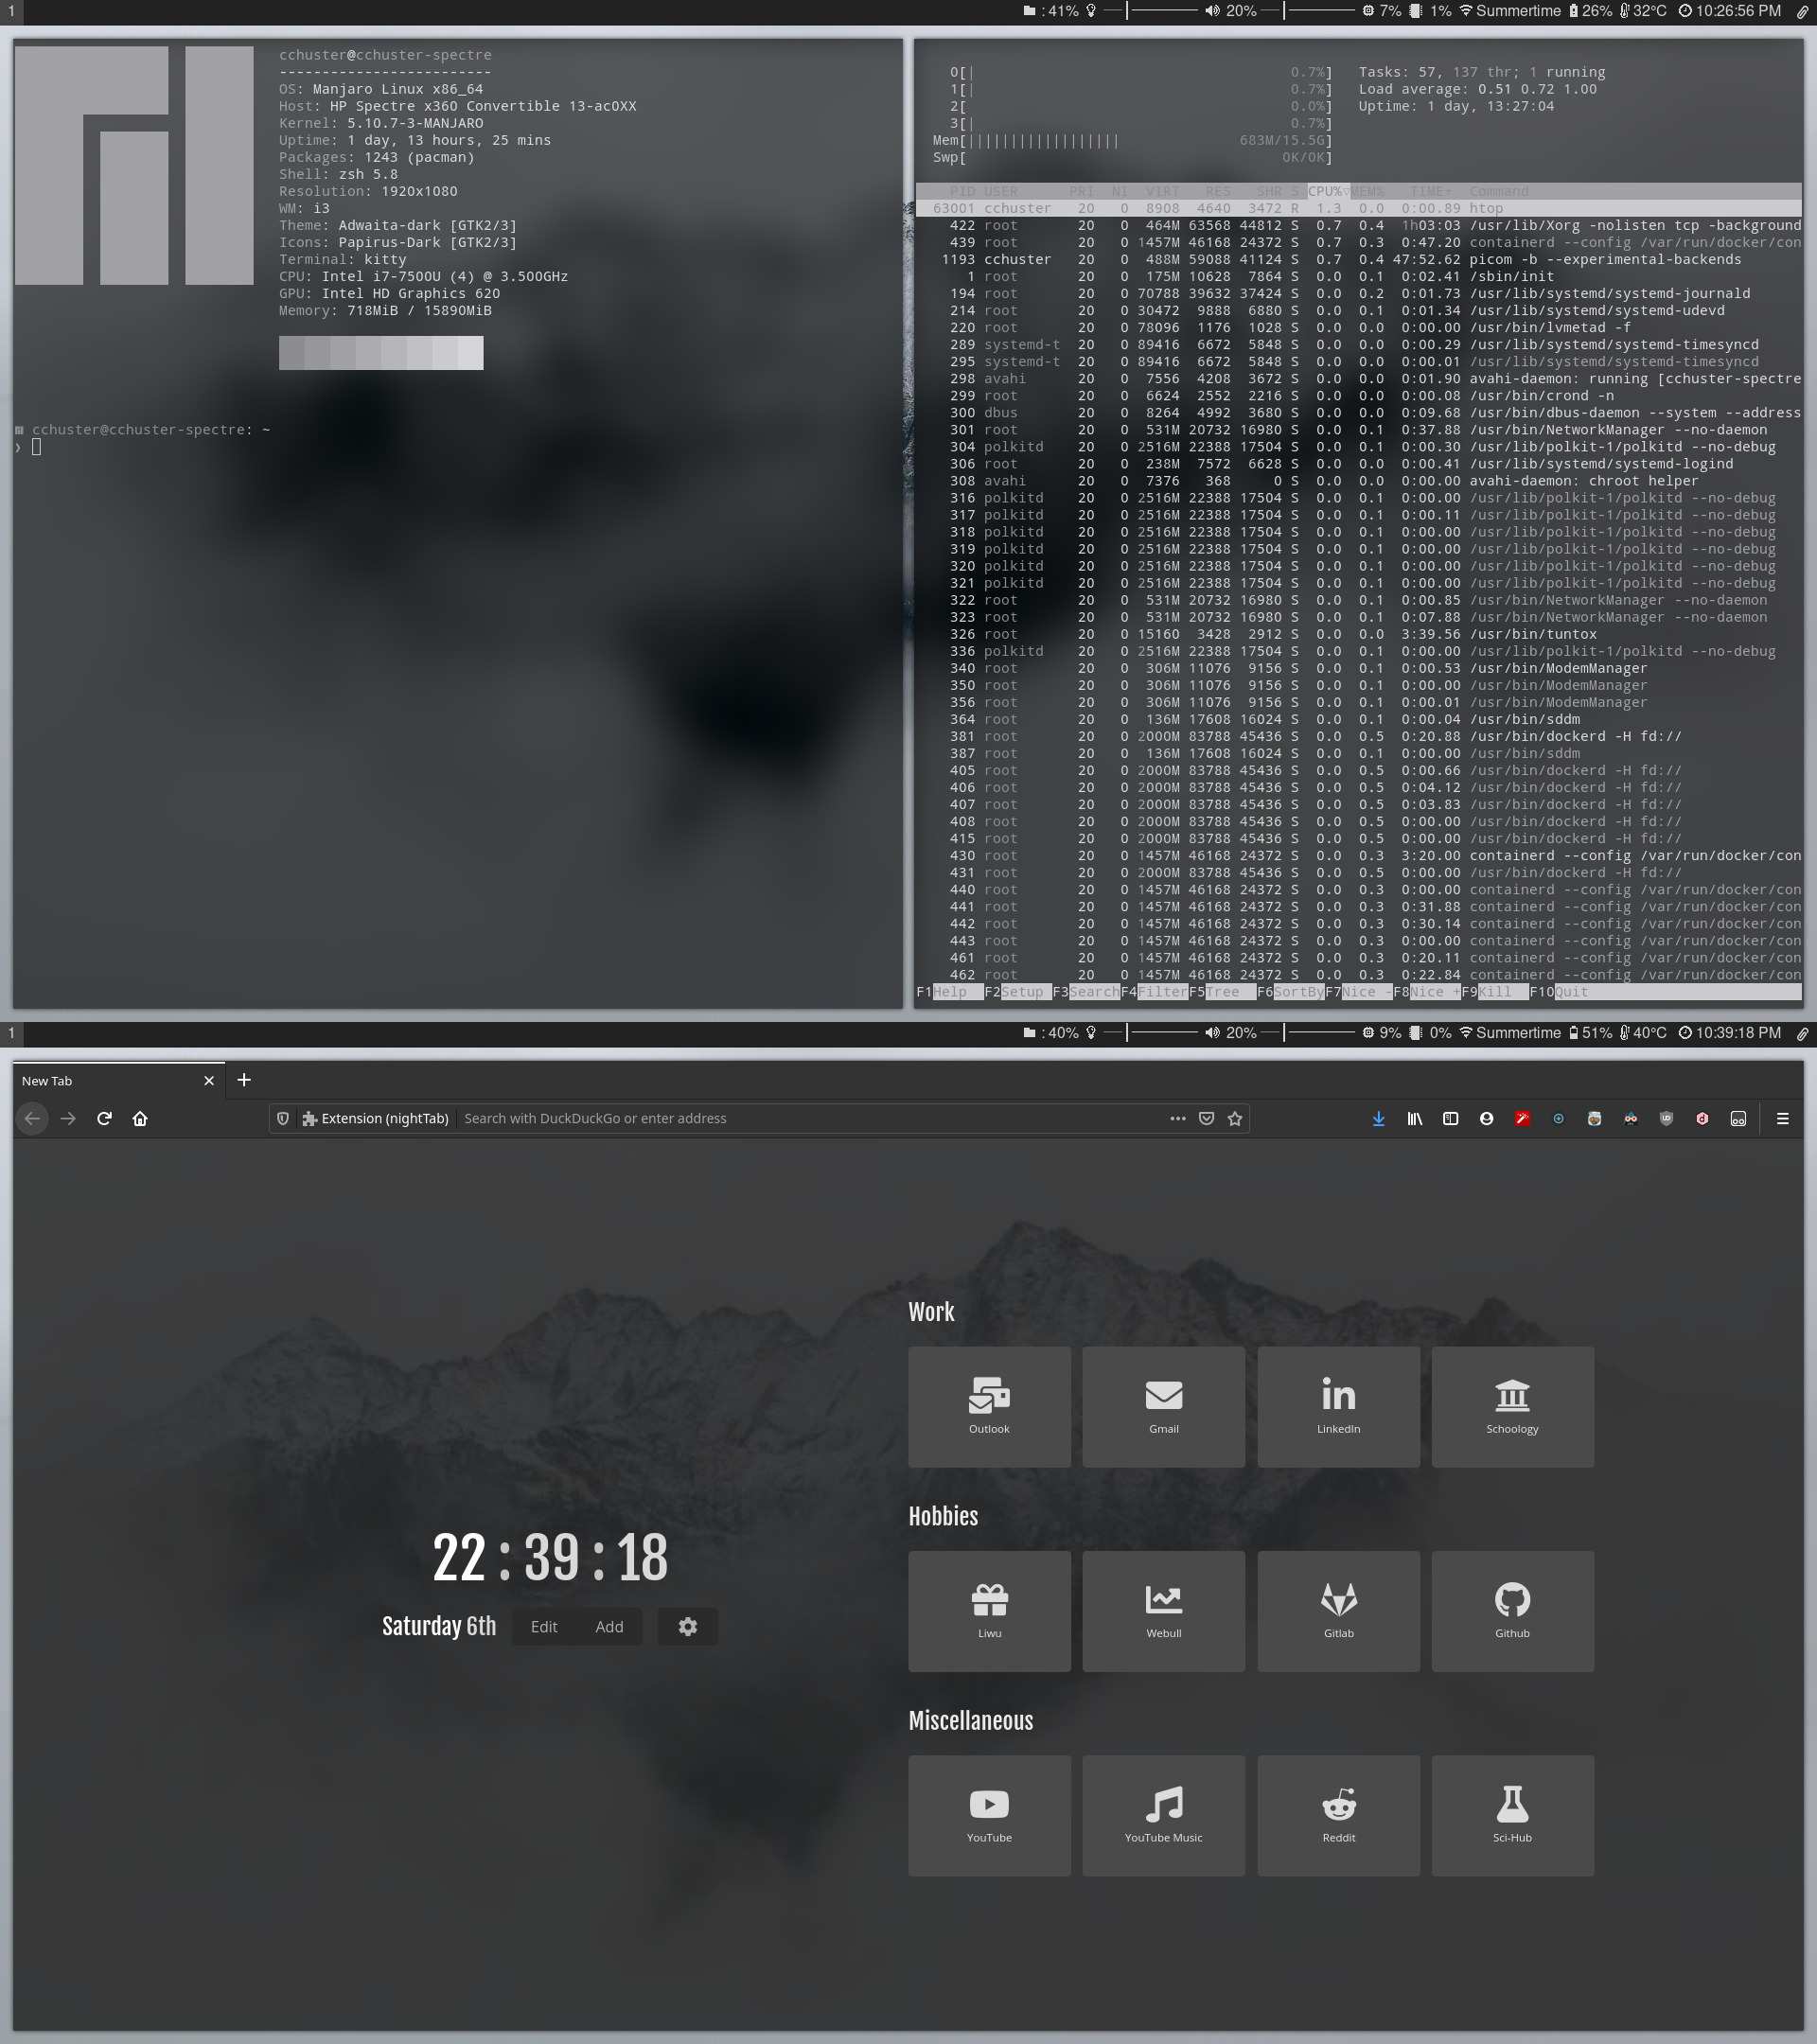 1 : 41% 20% 7% 1% Summertime 26% 32°C 10:26:56 PM
cchuster@cchuster-spectre
-------------------------
OS: Manjaro Linux x86_64
Host: HP Spectre x360 Convertible 13-ac0XX
Kernel: 5.10.7-3-MANJARO
Uptime: 1 day, 13 hours, 25 mins
Packages: 1243 (pacman)
Shell: zsh 5.8
Resolution: 1920x1080
WM: i3
Theme: Adwaita-dark [GTK2/3]
Icons: Papirus-Dark [GTK2/3]
Terminal: kitty
CPU: Intel i7-7500U (4) @ 3.500GHz
GPU: Intel HD Graphics 620
Memory: 718MiB / 15890MiB
cchuster@cchuster-spectre: ~
❯
0[| 0.7%] Tasks: 57, 137 thr; 1 running
1[| 0.7%] Load average: 0.51 0.72 1.00
2[ 0.0%] Uptime: 1 day, 13:27:04
3[| 0.7%]
Mem[|||||||||||||||||| 683M/15.5G]
Swp[ 0K/0K]
PID USER PRI NI VIRT RES SHR S CPU%▽MEM% TIME+ Command
63001 cchuster 20 0 8908 4640 3472 R 1.3 0.0 0:00.89 htop
422 root 20 0 464M 63568 44812 S 0.7 0.4 1h03:03 /usr/lib/Xorg -nolisten tcp -background
439 root 20 0 1457M 46168 24372 S 0.7 0.3 0:47.20 containerd --config /var/run/docker/con
1193 cchuster 20 0 488M 59088 41124 S 0.7 0.4 47:52.62 picom -b --experimental-backends
1 root 20 0 175M 10628 7864 S 0.0 0.1 0:02.41 /sbin/init
194 root 20 0 70788 39632 37424 S 0.0 0.2 0:01.73 /usr/lib/systemd/systemd-journald
214 root 20 0 30472 9888 6880 S 0.0 0.1 0:01.34 /usr/lib/systemd/systemd-udevd
220 root 20 0 78096 1176 1028 S 0.0 0.0 0:00.00 /usr/bin/lvmetad -f
289 systemd-t 20 0 89416 6672 5848 S 0.0 0.0 0:00.29 /usr/lib/systemd/systemd-timesyncd
295 systemd-t 20 0 89416 6672 5848 S 0.0 0.0 0:00.01 /usr/lib/systemd/systemd-timesyncd
298 avahi 20 0 7556 4208 3672 S 0.0 0.0 0:01.90 avahi-daemon: running [cchuster-spectre
299 root 20 0 6624 2552 2216 S 0.0 0.0 0:00.08 /usr/bin/crond -n
300 dbus 20 0 8264 4992 3680 S 0.0 0.0 0:09.68 /usr/bin/dbus-daemon --system --address
301 root 20 0 531M 20732 16980 S 0.0 0.1 0:37.88 /usr/bin/NetworkManager --no-daemon
304 polkitd 20 0 2516M 22388 17504 S 0.0 0.1 0:00.30 /usr/lib/polkit-1/polkitd --no-debug
306 root 20 0 238M 7572 6628 S 0.0 0.0 0:00.41 /usr/lib/systemd/systemd-logind
308 avahi 20 0 7376 368 0 S 0.0 0.0 0:00.00 avahi-daemon: chroot helper
316 polkitd 20 0 2516M 22388 17504 S 0.0 0.1 0:00.00 /usr/lib/polkit-1/polkitd --no-debug
317 polkitd 20 0 2516M 22388 17504 S 0.0 0.1 0:00.11 /usr/lib/polkit-1/polkitd --no-debug
318 polkitd 20 0 2516M 22388 17504 S 0.0 0.1 0:00.00 /usr/lib/polkit-1/polkitd --no-debug
319 polkitd 20 0 2516M 22388 17504 S 0.0 0.1 0:00.00 /usr/lib/polkit-1/polkitd --no-debug
320 polkitd 20 0 2516M 22388 17504 S 0.0 0.1 0:00.00 /usr/lib/polkit-1/polkitd --no-debug
321 polkitd 20 0 2516M 22388 17504 S 0.0 0.1 0:00.00 /usr/lib/polkit-1/polkitd --no-debug
322 root 20 0 531M 20732 16980 S 0.0 0.1 0:00.85 /usr/bin/NetworkManager --no-daemon
323 root 20 0 531M 20732 16980 S 0.0 0.1 0:07.88 /usr/bin/NetworkManager --no-daemon
326 root 20 0 15160 3428 2912 S 0.0 0.0 3:39.56 /usr/bin/tuntox
336 polkitd 20 0 2516M 22388 17504 S 0.0 0.1 0:00.00 /usr/lib/polkit-1/polkitd --no-debug
340 root 20 0 306M 11076 9156 S 0.0 0.1 0:00.53 /usr/bin/ModemManager
350 root 20 0 306M 11076 9156 S 0.0 0.1 0:00.00 /usr/bin/ModemManager
356 root 20 0 306M 11076 9156 S 0.0 0.1 0:00.01 /usr/bin/ModemManager
364 root 20 0 136M 17608 16024 S 0.0 0.1 0:00.04 /usr/bin/sddm
381 root 20 0 2000M 83788 45436 S 0.0 0.5 0:20.88 /usr/bin/dockerd -H fd://
387 root 20 0 136M 17608 16024 S 0.0 0.1 0:00.00 /usr/bin/sddm
405 root 20 0 2000M 83788 45436 S 0.0 0.5 0:00.66 /usr/bin/dockerd -H fd://
406 root 20 0 2000M 83788 45436 S 0.0 0.5 0:04.12 /usr/bin/dockerd -H fd://
407 root 20 0 2000M 83788 45436 S 0.0 0.5 0:03.83 /usr/bin/dockerd -H fd://
408 root 20 0 2000M 83788 45436 S 0.0 0.5 0:00.00 /usr/bin/dockerd -H fd://
415 root 20 0 2000M 83788 45436 S 0.0 0.5 0:00.00 /usr/bin/dockerd -H fd://
430 root 20 0 1457M 46168 24372 S 0.0 0.3 3:20.00 containerd --config /var/run/docker/con
431 root 20 0 2000M 83788 45436 S 0.0 0.5 0:00.00 /usr/bin/dockerd -H fd://
440 root 20 0 1457M 46168 24372 S 0.0 0.3 0:00.00 containerd --config /var/run/docker/con
441 root 20 0 1457M 46168 24372 S 0.0 0.3 0:31.88 containerd --config /var/run/docker/con
442 root 20 0 1457M 46168 24372 S 0.0 0.3 0:30.14 containerd --config /var/run/docker/con
443 root 20 0 1457M 46168 24372 S 0.0 0.3 0:00.00 containerd --config /var/run/docker/con
461 root 20 0 1457M 46168 24372 S 0.0 0.3 0:20.11 containerd --config /var/run/docker/con
462 root 20 0 1457M 46168 24372 S 0.0 0.3 0:22.84 containerd --config /var/run/docker/con
F1Help F2Setup F3SearchF4FilterF5Tree F6SortByF7Nice -F8Nice +F9Kill F10Quit
1 : 40% 20% 9% 0% Summertime 51% 40°C 10:39:18 PM
New Tab
Extension (nightTab) Search with DuckDuckGo or enter address
Work
Outlook Gmail LinkedIn Schoology
Hobbies
22 : 39 : 18
Saturday 6th Edit Add
Liwu Webull Gitlab Github
Miscellaneous
YouTube YouTube Music Reddit Sci-Hub